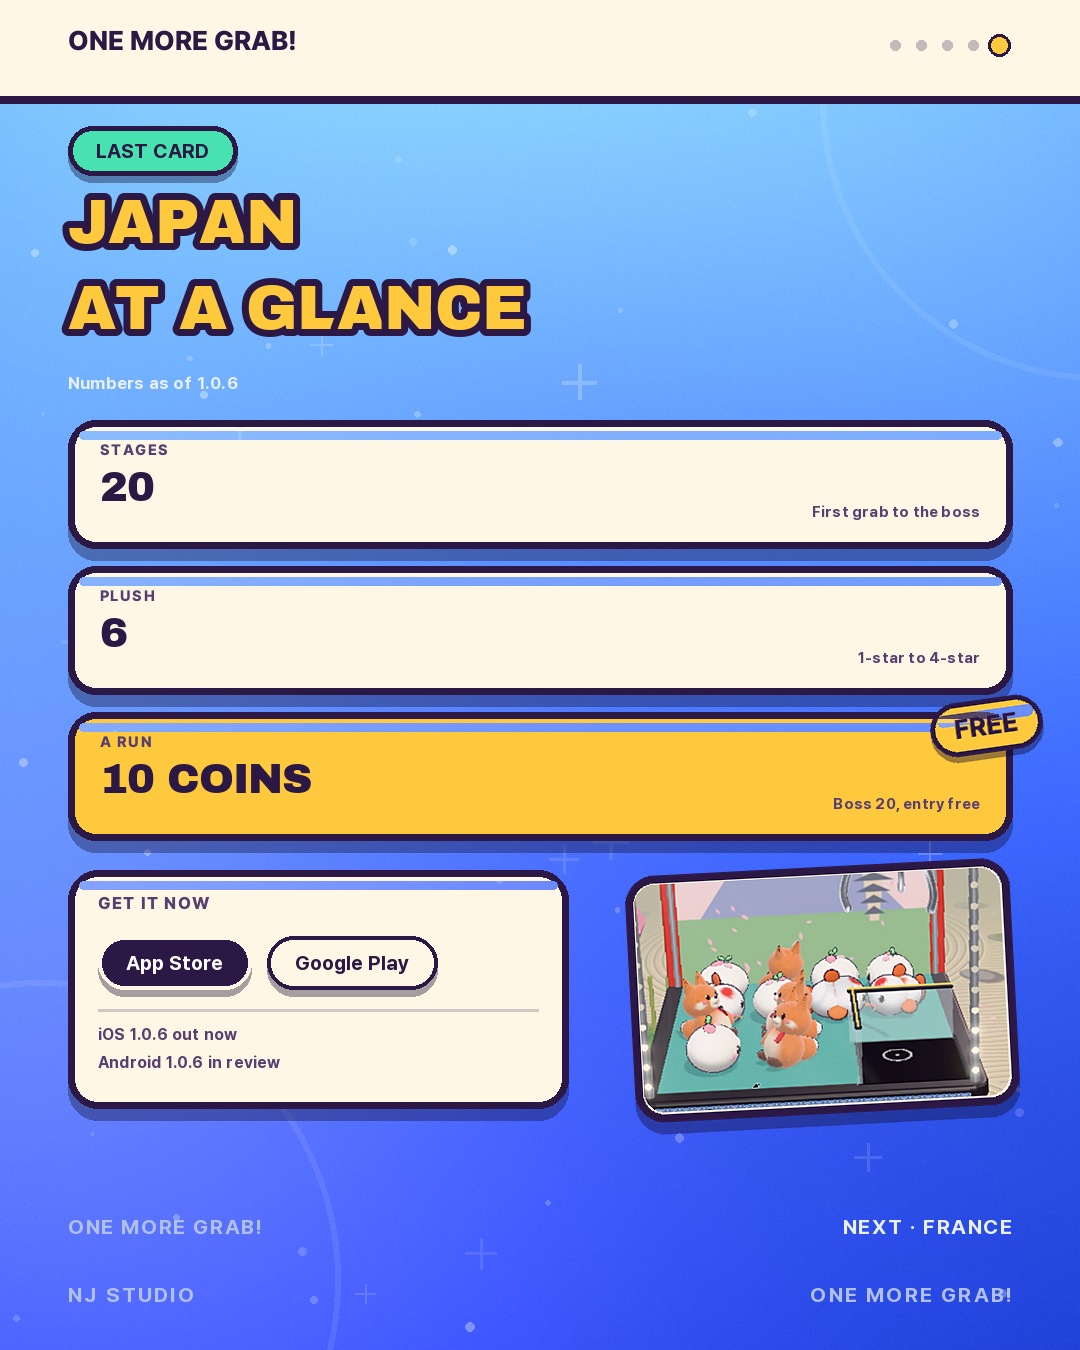 ONE MORE GRAB!
LAST CARD
JAPAN
AT A GLANCE
Numbers as of 1.0.6
STAGES
20
First grab to the boss
PLUSH
6
1-star to 4-star
FREE
A RUN
10 COINS
Boss 20, entry free
GET IT NOW
App Store
Google Play
iOS 1.0.6 out now
Android 1.0.6 in review
ONE MORE GRAB!
NEXT · FRANCE
NJ STUDIO
ONE MORE GRAB!